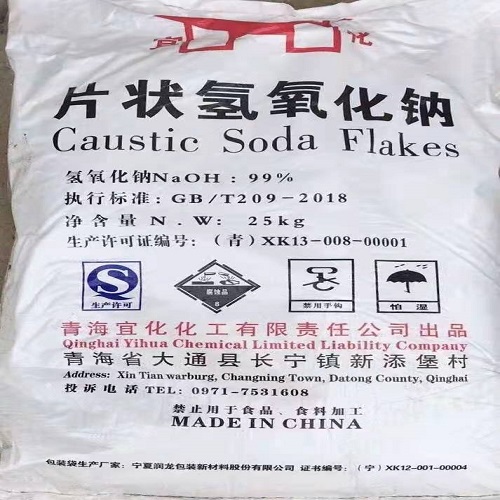 宜 化
片状氢氧化钠
Caustic Soda Flakes
氢氧化钠NaOH：99%
执行标准：GB/T209-2018
净含量 N.W: 25kg
生产许可证编号：（青）XK13-008-00001
生产许可
腐蚀品
8
禁用手钩
怕湿
青海宜化化工有限责任公司出品
Qinghai Yihua Chemical Limited Liability Company
青海省大通县长宁镇新添堡村
Address: Xin Tian warburg, Changning Town, Datong County, Qinghai
投诉电话 TEL: 0971-7531608
禁止用于食品、食料加工
MADE IN CHINA
包装袋生产厂家：宁夏润龙包装新材料股份有限公司 证书编号：（宁）XK12-001-00004